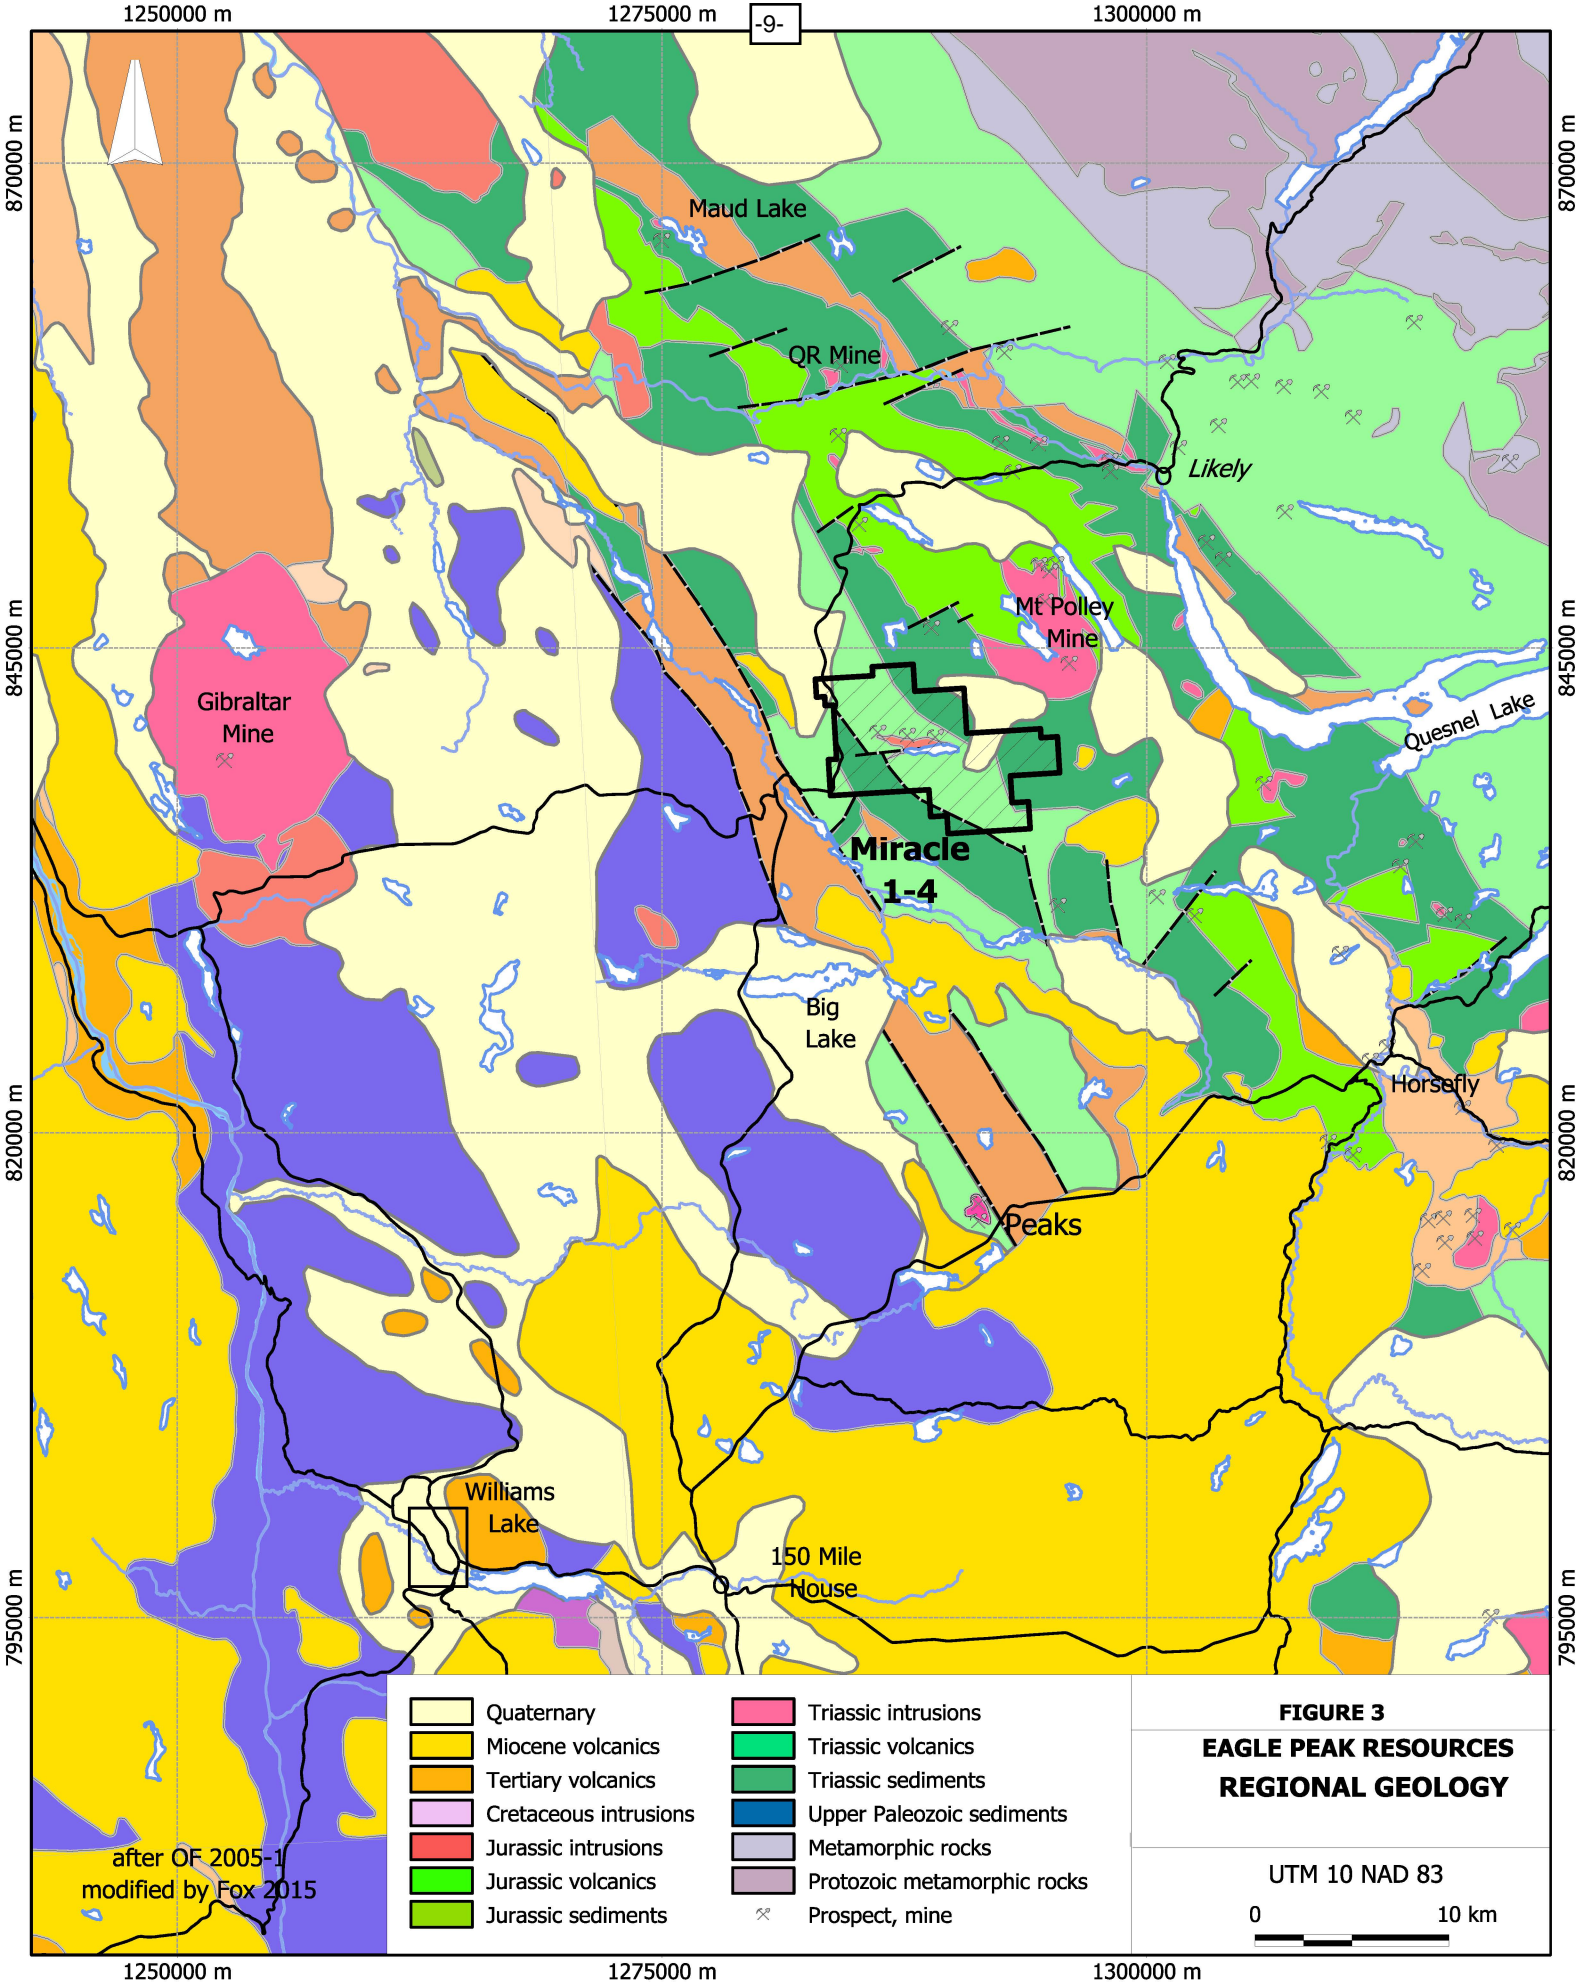 1250000 m
1275000 m
-9-
1300000 m
870000 m
870000 m
Maud Lake
QR Mine
Likely
845000 m
845000 m
Mt Polley
Mine
Gibraltar
Mine
Quesnel Lake
Miracle
1-4
Big
Lake
Horsefly
820000 m
820000 m
Peaks
Williams
Lake
150 Mile
House
795000 m
795000 m
after OF 2005-1
modified by Fox 2015
Quaternary
Miocene volcanics
Tertiary volcanics
Cretaceous intrusions
Jurassic intrusions
Jurassic volcanics
Jurassic sediments
Triassic intrusions
Triassic volcanics
Triassic sediments
Upper Paleozoic sediments
Metamorphic rocks
Protozoic metamorphic rocks
Prospect, mine
FIGURE 3
EAGLE PEAK RESOURCES
REGIONAL GEOLOGY
UTM 10 NAD 83
0 10 km
1250000 m
1275000 m
1300000 m